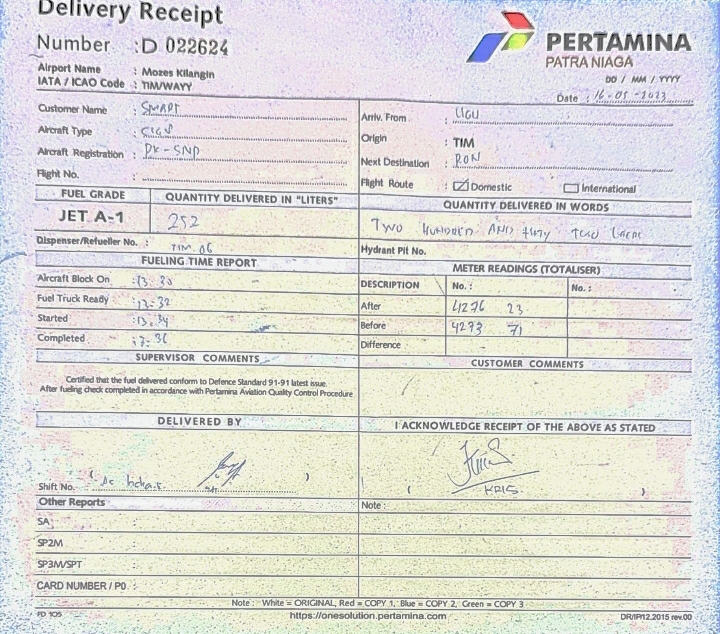 Delivery Receipt
Number : D 022624
PERTAMINA
PATRA NIAGA
Airport Name : Mozes Kilangin
IATA / ICAO Code : TIM/WAYY
DD / MM / YYYY
Date : 16-05-2023
Customer Name : SMART
Aircraft Type :
Aircraft Registration : PK-SNP
Flight No. :
Arriv. From :
Origin : TIM
Next Destination : RON
Flight Route : Domestic International
FUEL GRADE
QUANTITY DELIVERED IN "LITERS"
QUANTITY DELIVERED IN WORDS
JET A-1
252
TWO HUNDRED AND fifty TWO
Dispenser/Refueller No. : TIM. 06
Hydrant Pit No.
FUELING TIME REPORT
METER READINGS (TOTALISER)
DESCRIPTION No. : No. :
Aircraft Block On : 13.30
Fuel Truck Ready : 13.32
Started : 13.34
Completed : 13.36
After 4276 23
Before 4273 71
Difference
SUPERVISOR COMMENTS
CUSTOMER COMMENTS
Certified that the fuel delivered conform to Defence Standard 91-91 latest issue.
After fueling check completed in accordance with Pertamina Aviation Quality Control Procedure
DELIVERED BY
I ACKNOWLEDGE RECEIPT OF THE ABOVE AS STATED
Shift No. ( )
( KRIS. )
Other Reports
Note :
SA :
SP2M
SP3M/SPT
CARD NUMBER / PO :
Note : White = ORIGINAL, Red = COPY 1, Blue = COPY 2, Green = COPY 3
FD 105
https://onesolution.pertamina.com
DR/IP/12.2015 rev.00